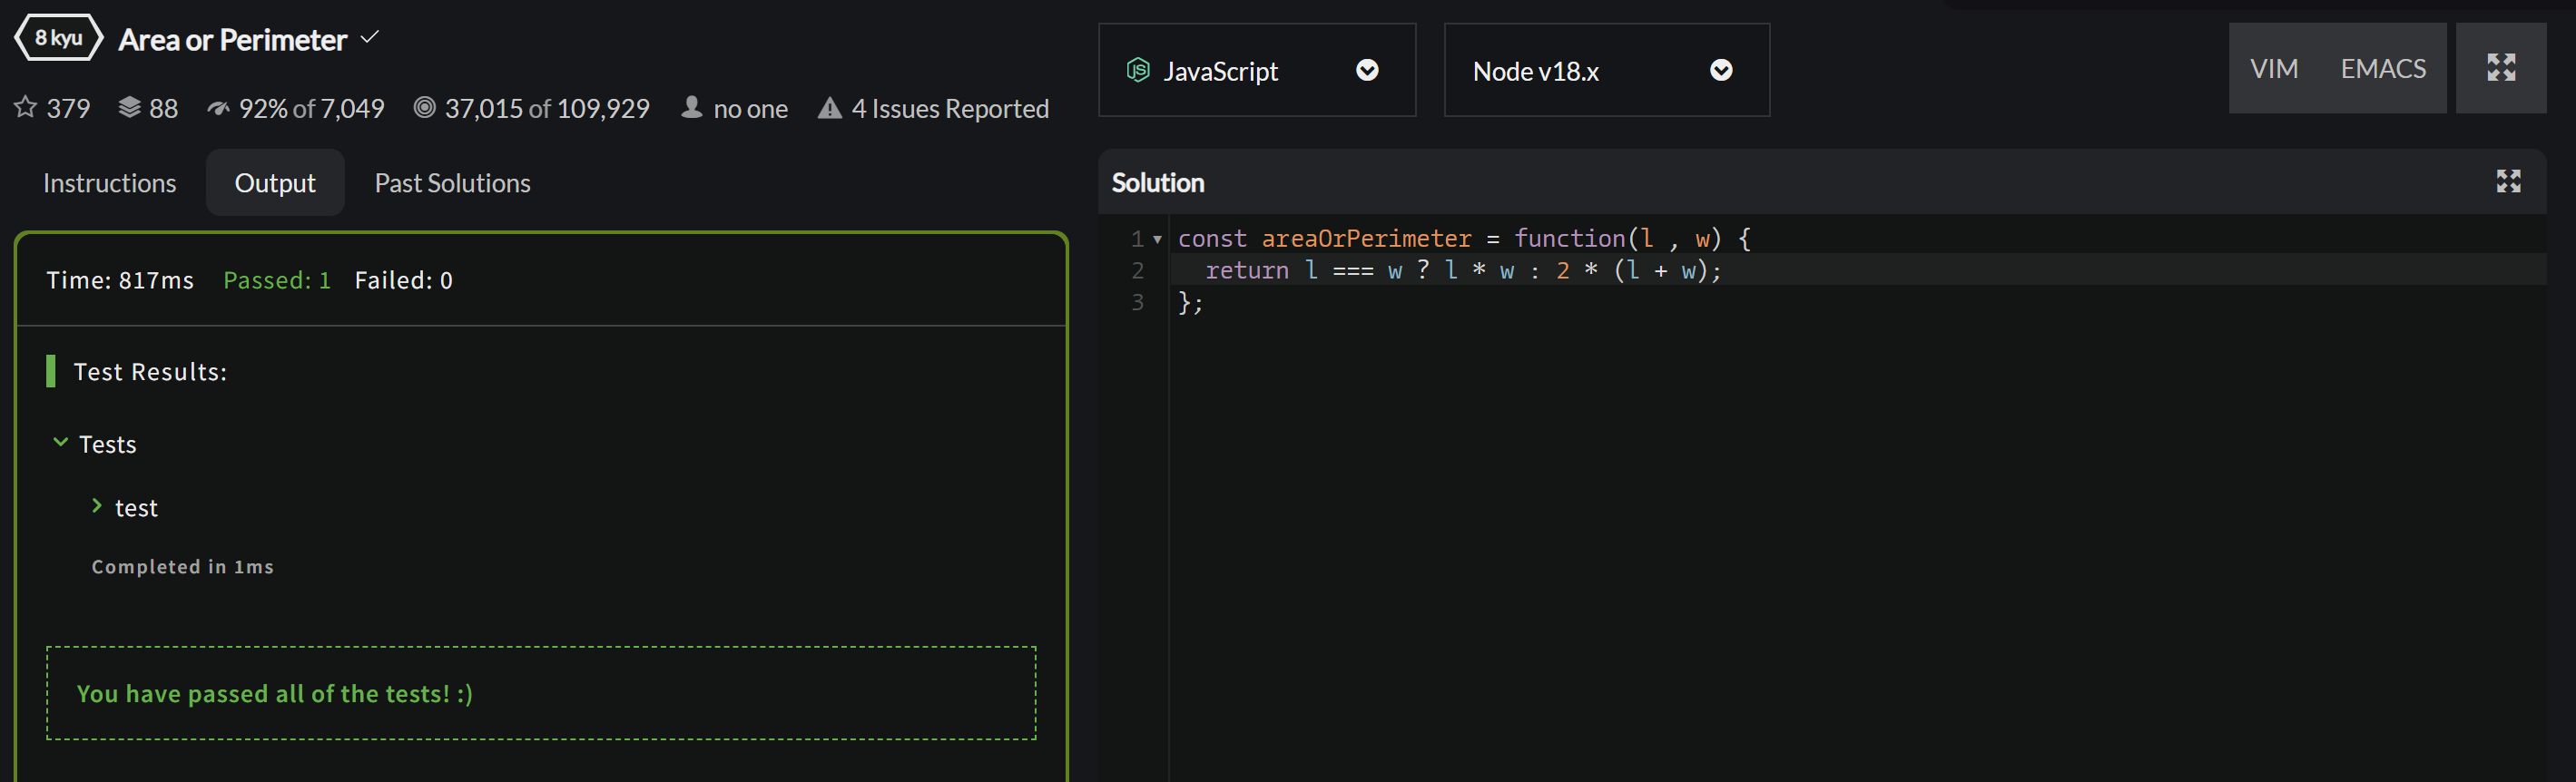 8 kyu Area or Perimeter
379 88 92% of 7,049 37,015 of 109,929 no one 4 Issues Reported
Instructions Output Past Solutions
Time: 817ms Passed: 1 Failed: 0
Test Results:
Tests
test
Completed in 1ms
You have passed all of the tests! :)
JS JavaScript Node v18.x VIM EMACS
Solution
1 const areaOrPerimeter = function(l , w) {
2 return l === w ? l * w : 2 * (l + w);
3 };